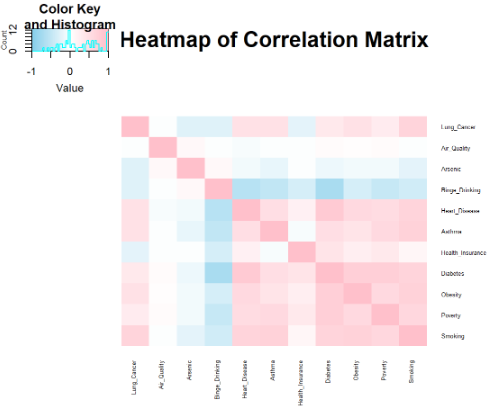 Color Key
and Histogram
Heatmap of Correlation Matrix
Count
0 12
-1 0 1
Value
Lung_Cancer
Air_Quality
Arsenic
Binge_Drinking
Heart_Disease
Asthma
Health_Insurance
Diabetes
Obesity
Poverty
Smoking
Lung_Cancer
Air_Quality
Arsenic
Binge_Drinking
Heart_Disease
Asthma
Health_Insurance
Diabetes
Obesity
Poverty
Smoking